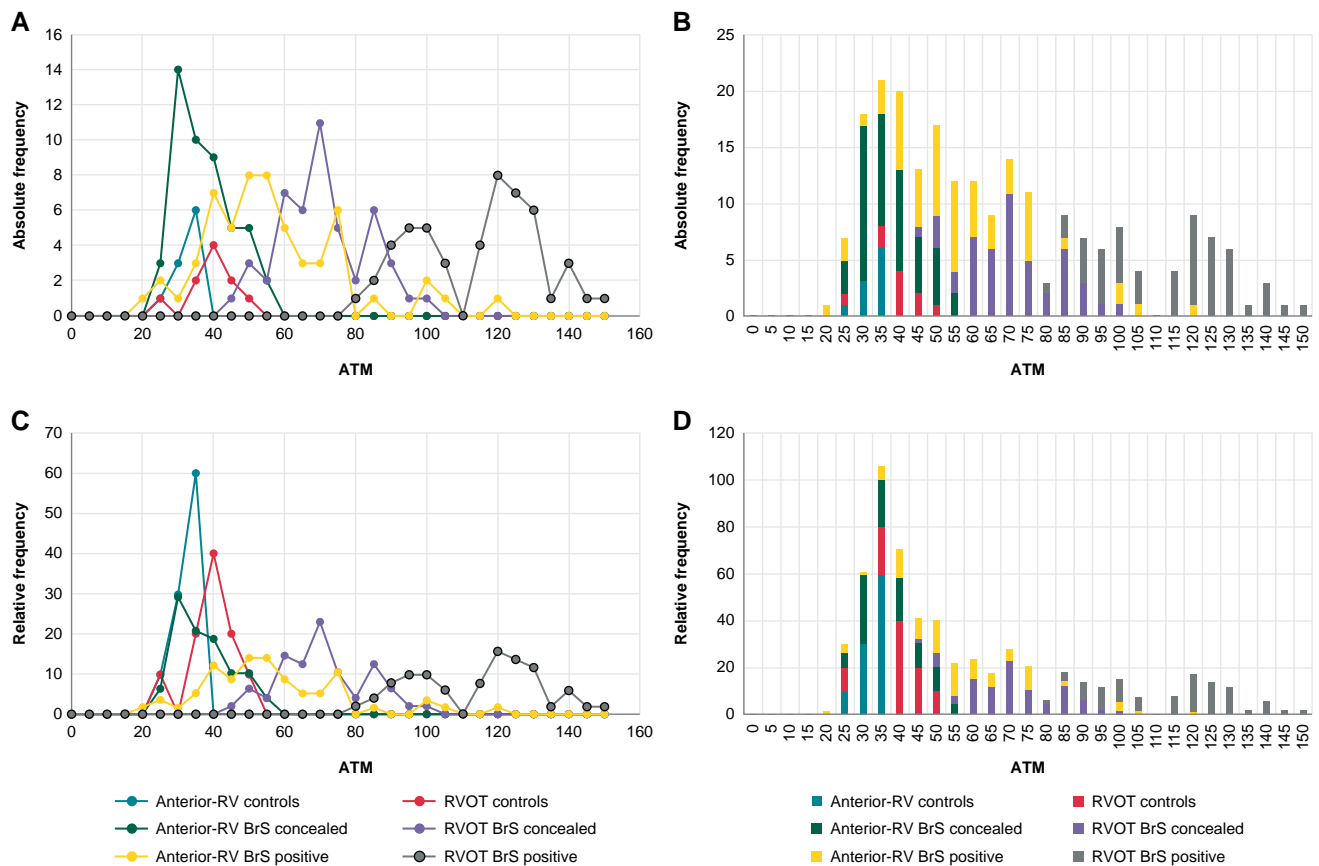 A
16
14
12
10
8
6
4
2
0
Absolute frequency
0 20 40 60 80 100 120 140 160
ATM
B
25
20
15
10
5
0
Absolute frequency
0 5 10 15 20 25 30 35 40 45 50 55 60 65 70 75 80 85 90 95 100 105 110 115 120 125 130 135 140 145 150
ATM
C
70
60
50
40
30
20
10
0
Relative frequency
0 20 40 60 80 100 120 140 160
ATM
D
120
100
80
60
40
20
0
Relative frequency
0 5 10 15 20 25 30 35 40 45 50 55 60 65 70 75 80 85 90 95 100 105 110 115 120 125 130 135 140 145 150
ATM
Anterior-RV controls RVOT controls
Anterior-RV BrS concealed RVOT BrS concealed
Anterior-RV BrS positive RVOT BrS positive
Anterior-RV controls RVOT controls
Anterior-RV BrS concealed RVOT BrS concealed
Anterior-RV BrS positive RVOT BrS positive